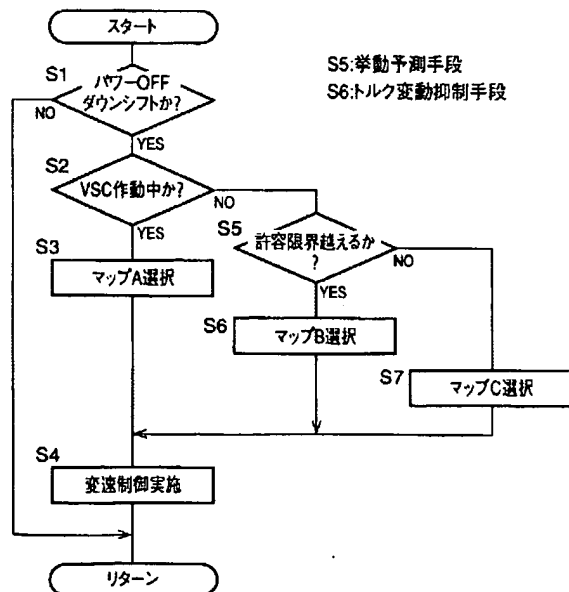 スタート
S1
パワーOFF
ダウンシフトか?
NO
YES
S5:挙動予測手段
S6:トルク変動抑制手段
S2
VSC作動中か?
NO
YES
S5
許容限界越えるか
?
NO
YES
S3
マップA選択
S6
マップB選択
S7
マップC選択
S4
変速制御実施
リターン